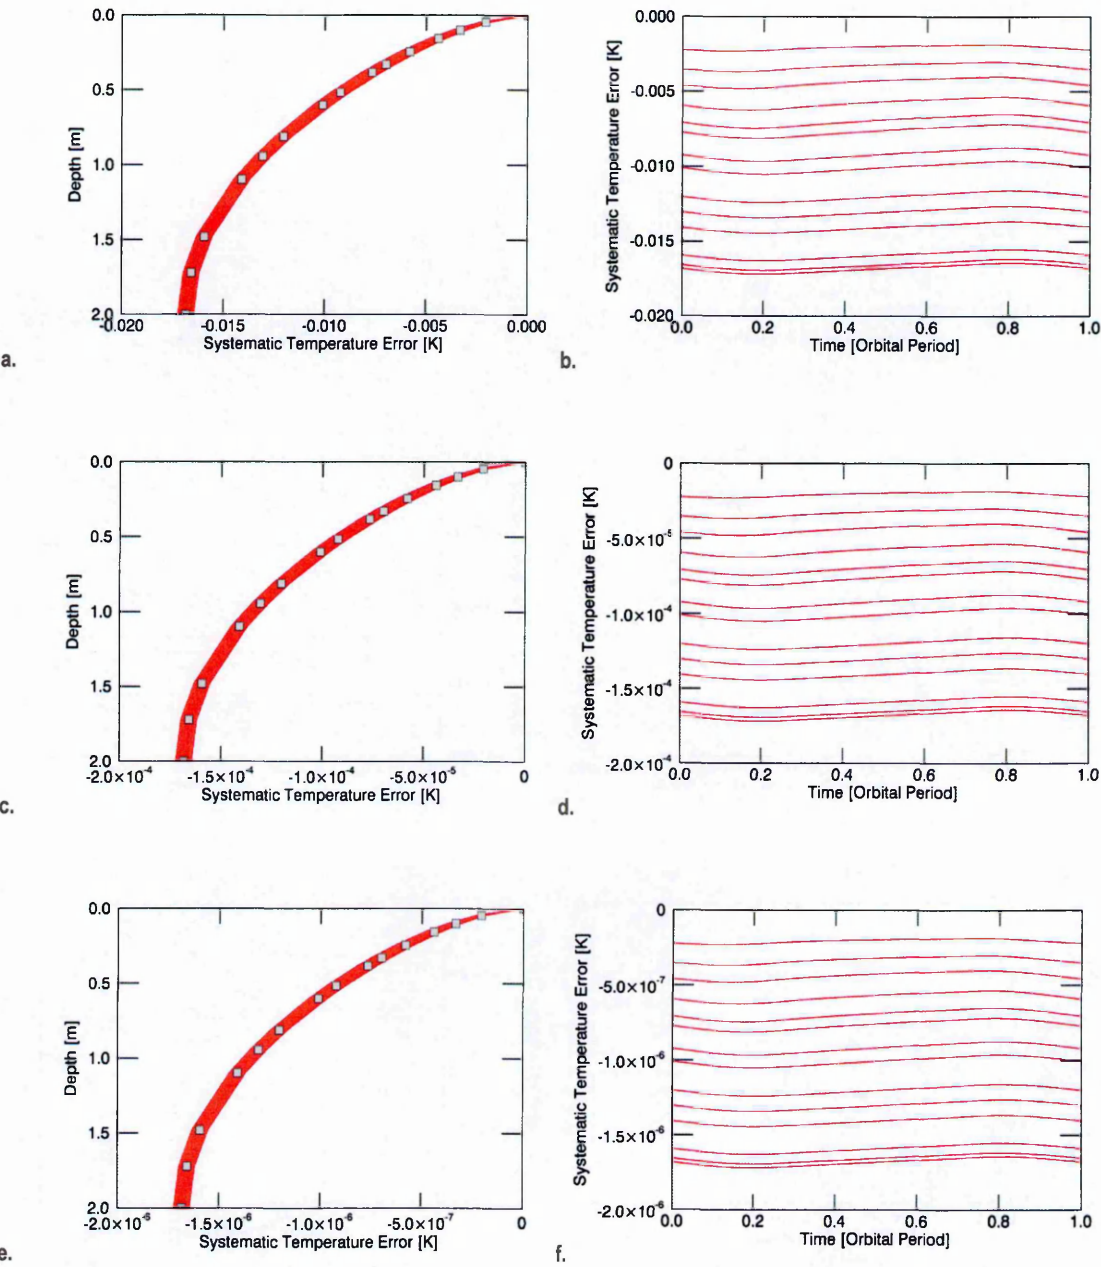 0.0
0.5
1.0
1.5
2.0
Depth [m]
-0.020 -0.015 -0.010 -0.005 0.000
Systematic Temperature Error [K]
a.
0.000
-0.005
-0.010
-0.015
-0.020
Systematic Temperature Error [K]
0.0 0.2 0.4 0.6 0.8 1.0
Time [Orbital Period]
b.
0.0
0.5
1.0
1.5
2.0
Depth [m]
-2.0×10⁻⁴ -1.5×10⁻⁴ -1.0×10⁻⁴ -5.0×10⁻⁵ 0
Systematic Temperature Error [K]
c.
0
-5.0×10⁻⁵
-1.0×10⁻⁴
-1.5×10⁻⁴
-2.0×10⁻⁴
Systematic Temperature Error [K]
0.0 0.2 0.4 0.6 0.8 1.0
Time [Orbital Period]
d.
0.0
0.5
1.0
1.5
2.0
Depth [m]
-2.0×10⁻⁶ -1.5×10⁻⁶ -1.0×10⁻⁶ -5.0×10⁻⁷ 0
Systematic Temperature Error [K]
e.
0
-5.0×10⁻⁷
-1.0×10⁻⁶
-1.5×10⁻⁶
-2.0×10⁻⁶
Systematic Temperature Error [K]
0.0 0.2 0.4 0.6 0.8 1.0
Time [Orbital Period]
f.